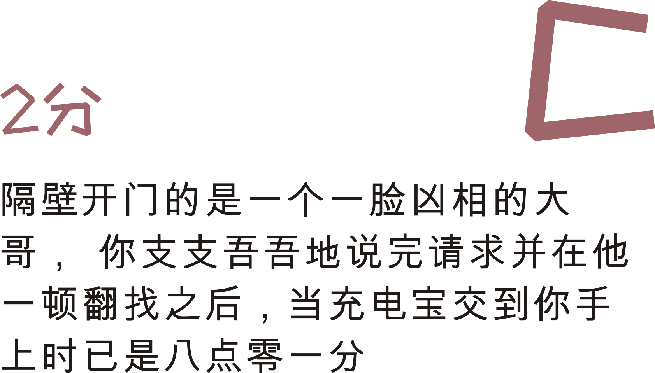 C
2分
隔壁开门的是一个一脸凶相的大
哥， 你支支吾吾地说完请求并在他
一顿翻找之后，当充电宝交到你手
上时已是八点零一分